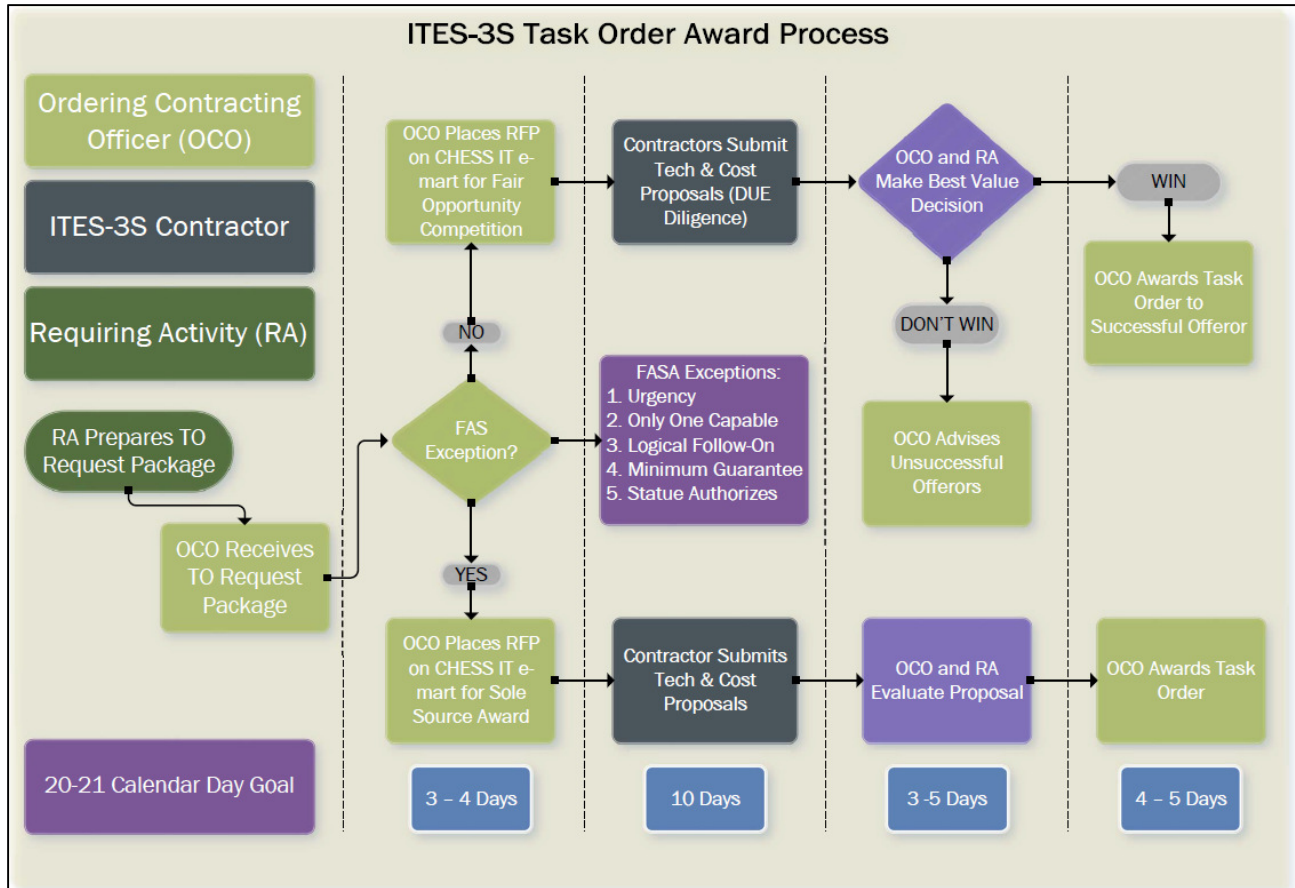 ITES-3S Task Order Award Process
Ordering Contracting
Officer (OCO)
ITES-3S Contractor
Requiring Activity (RA)
RA Prepares TO
Request Package
OCO Receives
TO Request
Package
20-21 Calendar Day Goal
OCO Places RFP
on CHESS IT e-
mart for Fair
Opportunity
Competition
NO
FAS
Exception?
YES
OCO Places RFP
on CHESS IT e-
mart for Sole
Source Award
3 – 4 Days
Contractors Submit
Tech & Cost
Proposals (DUE
Diligence)
FASA Exceptions:
1. Urgency
2. Only One Capable
3. Logical Follow-On
4. Minimum Guarantee
5. Statue Authorizes
Contractor Submits
Tech & Cost
Proposals
10 Days
OCO and RA
Make Best Value
Decision
DON'T WIN
OCO Advises
Unsuccessful
Offerors
OCO and RA
Evaluate Proposal
3 -5 Days
WIN
OCO Awards Task
Order to
Successful Offeror
OCO Awards Task
Order
4 – 5 Days